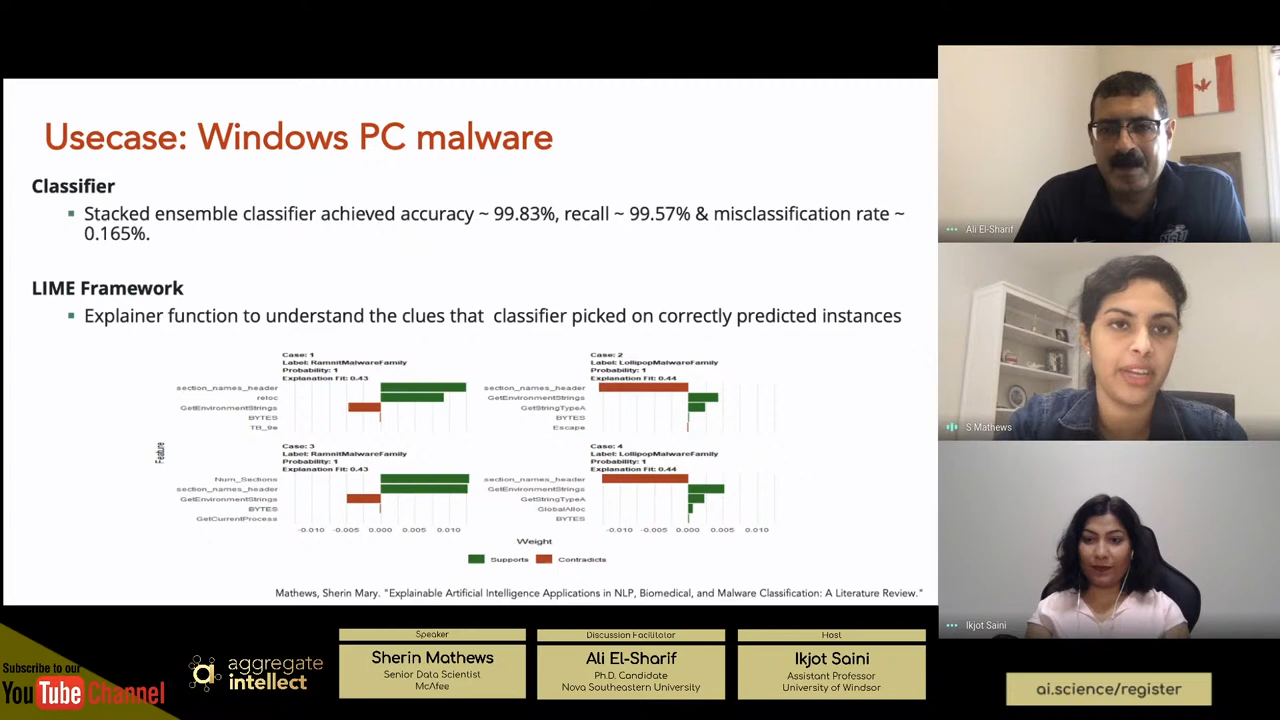 Usecase: Windows PC malware
Classifier
▪ Stacked ensemble classifier achieved accuracy ~ 99.83%, recall ~ 99.57% & misclassification rate ~
0.165%.
LIME Framework
▪ Explainer function to understand the clues that classifier picked on correctly predicted instances
Case: 1
Label: RamnitMalwareFamily
Probability: 1
Explanation Fit: 0.43
section_names_header
reloc
GetEnvironmentStrings
BYTES
TB_9e
Case: 2
Label: LollipopMalwareFamily
Probability: 1
Explanation Fit: 0.44
section_names_header
GetEnvironmentStrings
GetStringTypeA
BYTES
Escape
Feature
Case: 3
Label: RamnitMalwareFamily
Probability: 1
Explanation Fit: 0.43
Num_Sections
section_names_header
GetEnvironmentStrings
BYTES
GetCurrentProcess
-0.010 -0.005 0.000 0.005 0.010
Case: 4
Label: LollipopMalwareFamily
Probability: 1
Explanation Fit: 0.44
section_names_header
GetEnvironmentStrings
GetStringTypeA
GlobalAlloc
BYTES
-0.010 -0.005 0.000 0.005 0.010
Weight
Supports Contradicts
Mathews, Sherin Mary. "Explainable Artificial Intelligence Applications in NLP, Biomedical, and Malware Classification: A Literature Review."
Ali El-Sharif
S Mathews
Ikjot Saini
Subscribe to our
YouTube Channel
aggregate
intellect
Speaker
Sherin Mathews
Senior Data Scientist
McAfee
Discussion Facilitator
Ali El-Sharif
Ph.D. Candidate
Nova Southeastern University
Host
Ikjot Saini
Assistant Professor
University of Windsor
ai.science/register